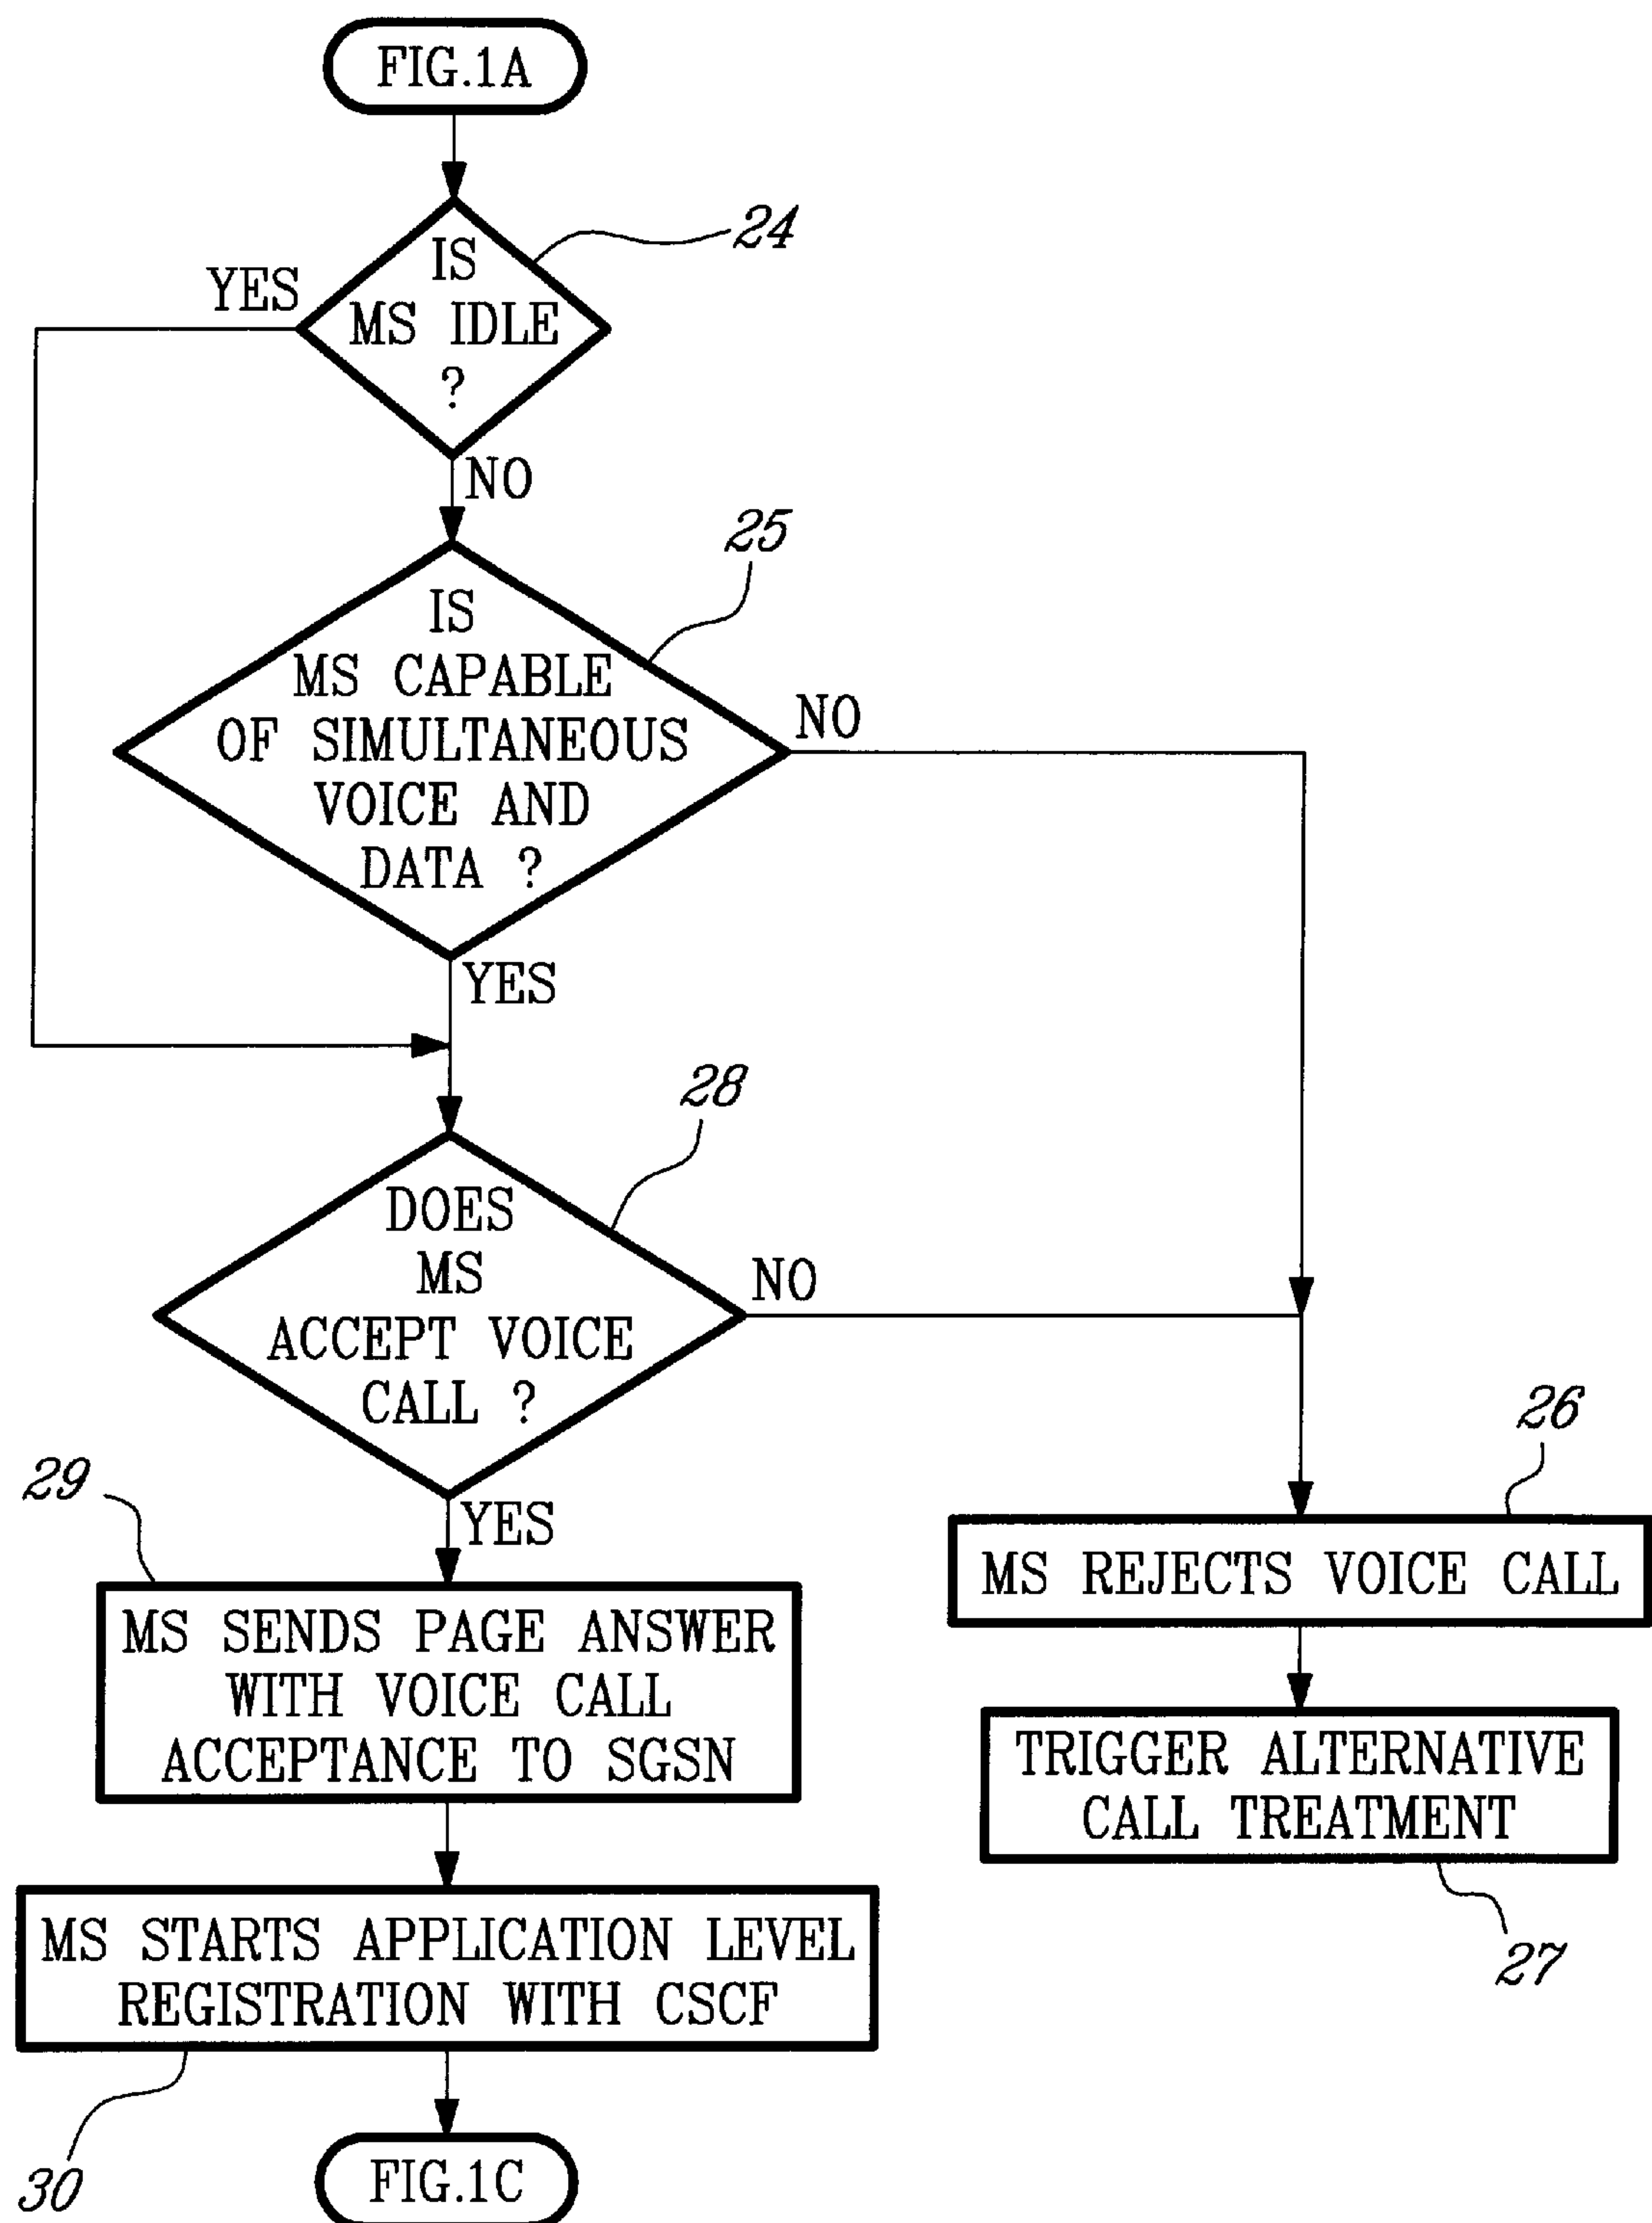 FIG.1A
24
IS
MS IDLE
?
YES
NO
25
IS
MS CAPABLE
OF SIMULTANEOUS
VOICE AND
DATA ?
NO
YES
28
DOES
MS
ACCEPT VOICE
CALL ?
NO
YES
26
MS REJECTS VOICE CALL
TRIGGER ALTERNATIVE
CALL TREATMENT
27
29
MS SENDS PAGE ANSWER
WITH VOICE CALL
ACCEPTANCE TO SGSN
MS STARTS APPLICATION LEVEL
REGISTRATION WITH CSCF
30
FIG.1C